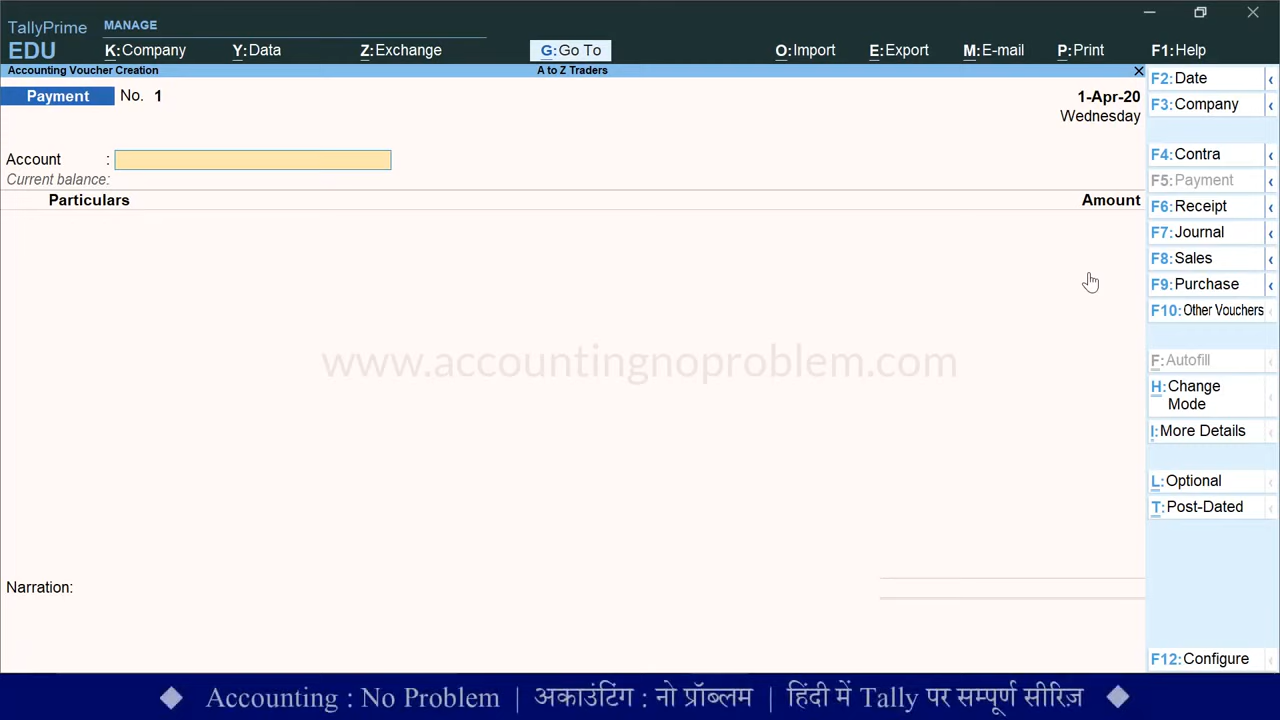 TallyPrime MANAGE
EDU K:Company Y:Data Z:Exchange G:Go To O:Import E:Export M:E-mail P:Print F1:Help
Accounting Voucher Creation A to Z Traders
Payment No. 1 1-Apr-20
Wednesday
Account :
Current balance:
Particulars Amount
www.accountingnoproblem.com
Narration:
F2:Date
F3:Company
F4:Contra
F5:Payment
F6:Receipt
F7:Journal
F8:Sales
F9:Purchase
F10:Other Vouchers
F:Autofill
H:Change
Mode
I:More Details
L:Optional
T:Post-Dated
F12:Configure
Accounting : No Problem | अकाउंटिंग : नो प्रॉब्लम | हिंदी में Tally पर सम्पूर्ण सीरिज़